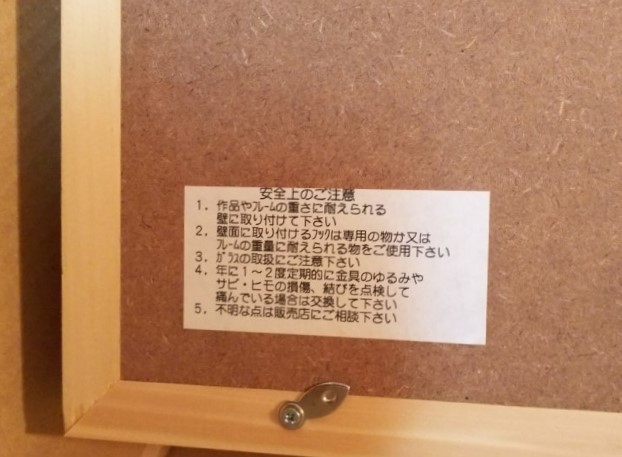 安全上のご注意
1. 作品やﾌﾚｰﾑの重さに耐えられる
壁に取り付けて下さい
2. 壁面に取り付けるﾌｯｸは専用の物か又は
ﾌﾚｰﾑの重量に耐えられる物をご使用下さい
3. ｶﾞﾗｽの取扱にご注意下さい
4. 年に1～2度定期的に金具のゆるみや
サビ・ヒモの損傷、結びを点検して
痛んでいる場合は交換して下さい
5. 不明な点は販売店にご相談下さい